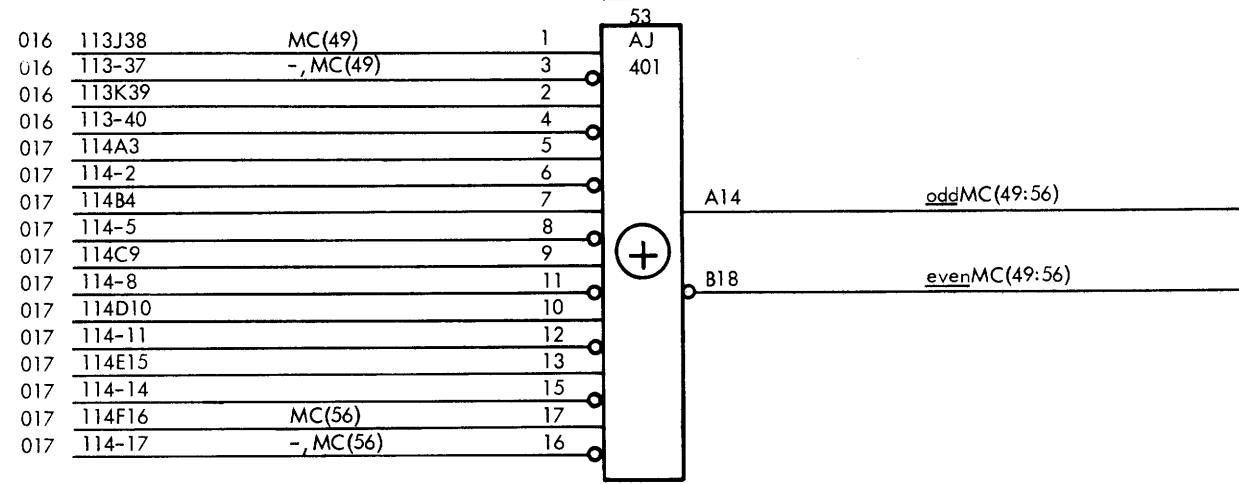 53
016 113J38 MC(49) 1 AJ
016 113-37 -,MC(49) 3 401
016 113K39 2
016 113-40 4
017 114A3 5
017 114-2 6
017 114B4 7 A14 oddMC(49:56)
017 114-5 8
017 114C9 9 +
017 114-8 11 B18 evenMC(49:56)
017 114D10 10
017 114-11 12
017 114E15 13
017 114-14 15
017 114F16 MC(56) 17
017 114-17 -,MC(56) 16